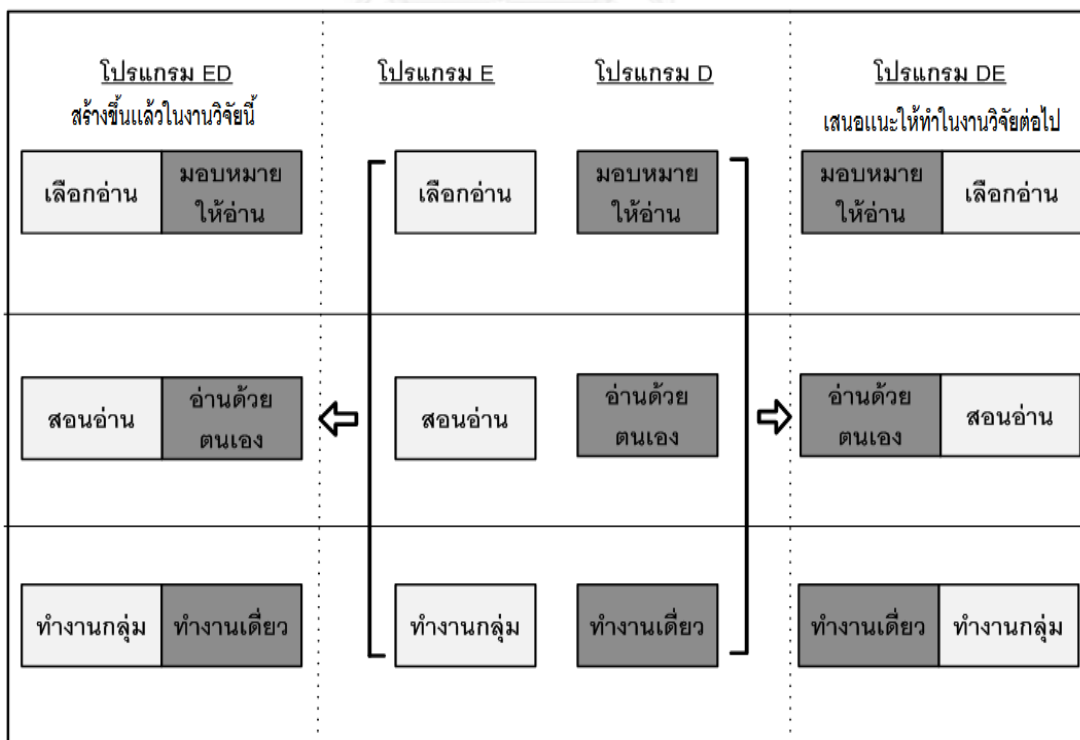 โปรแกรม ED
สร้างขึ้นแล้วในงานวิจัยนี้
โปรแกรม E
โปรแกรม D
โปรแกรม DE
เสนอแนะให้ทำในงานวิจัยต่อไป
เลือกอ่าน
มอบหมาย
ให้อ่าน
เลือกอ่าน
มอบหมาย
ให้อ่าน
มอบหมาย
ให้อ่าน
เลือกอ่าน
สอนอ่าน
อ่านด้วย
ตนเอง
สอนอ่าน
อ่านด้วย
ตนเอง
อ่านด้วย
ตนเอง
สอนอ่าน
ทำงานกลุ่ม
ทำงานเดี่ยว
ทำงานกลุ่ม
ทำงานเดี่ยว
ทำงานเดี่ยว
ทำงานกลุ่ม